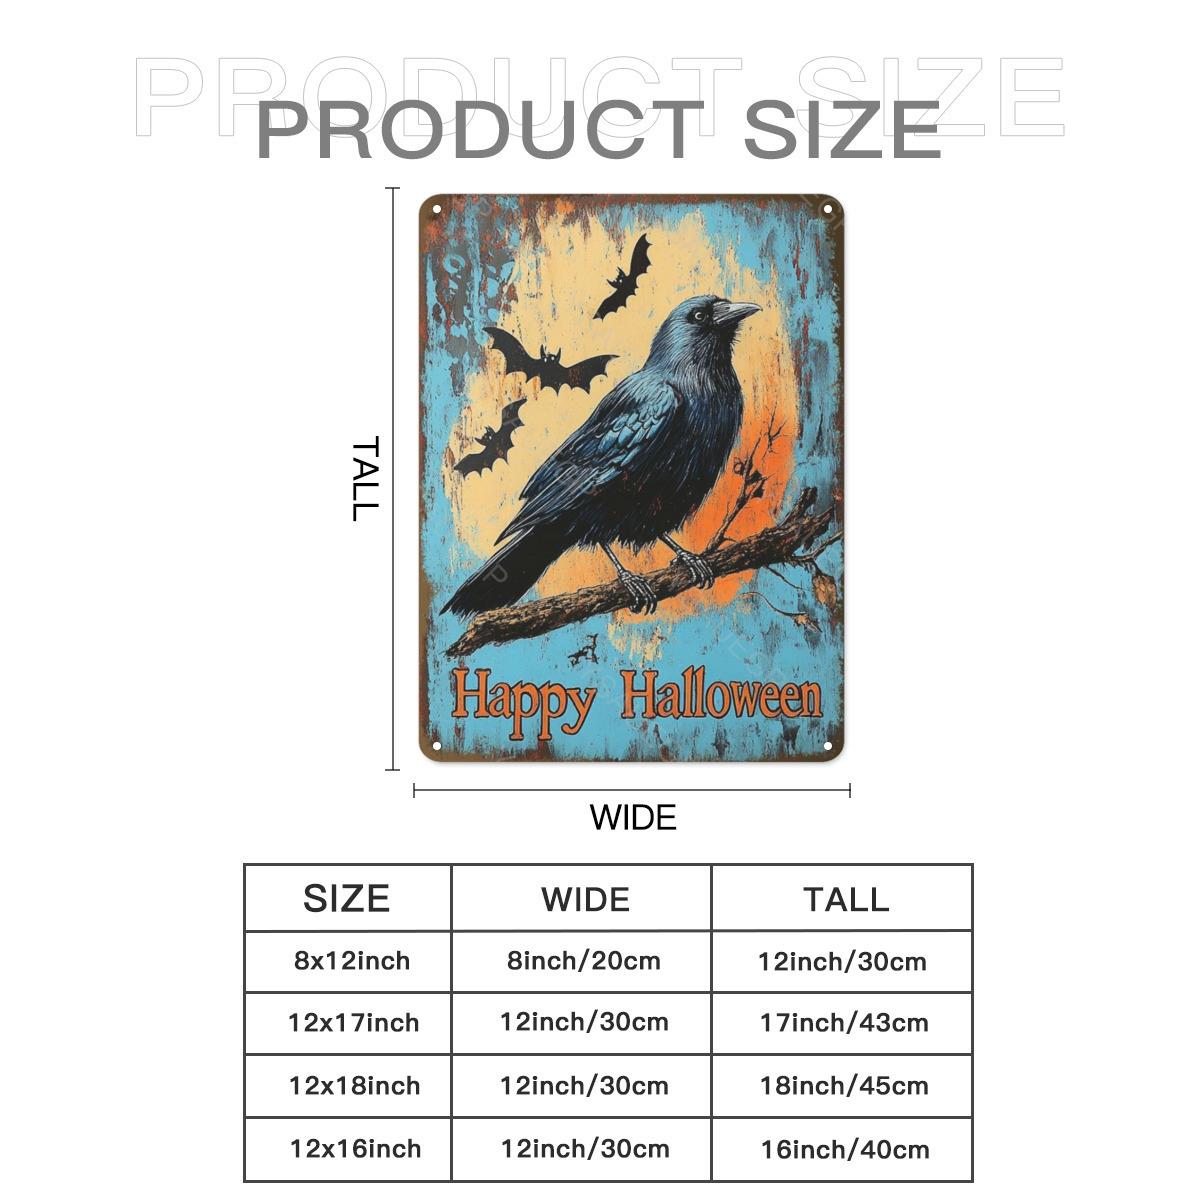 PRODUCT SIZE
PRODUCT SIZE
TALL
Happy Halloween
WIDE
SIZE WIDE TALL
8x12inch 8inch/20cm 12inch/30cm
12x17inch 12inch/30cm 17inch/43cm
12x18inch 12inch/30cm 18inch/45cm
12x16inch 12inch/30cm 16inch/40cm